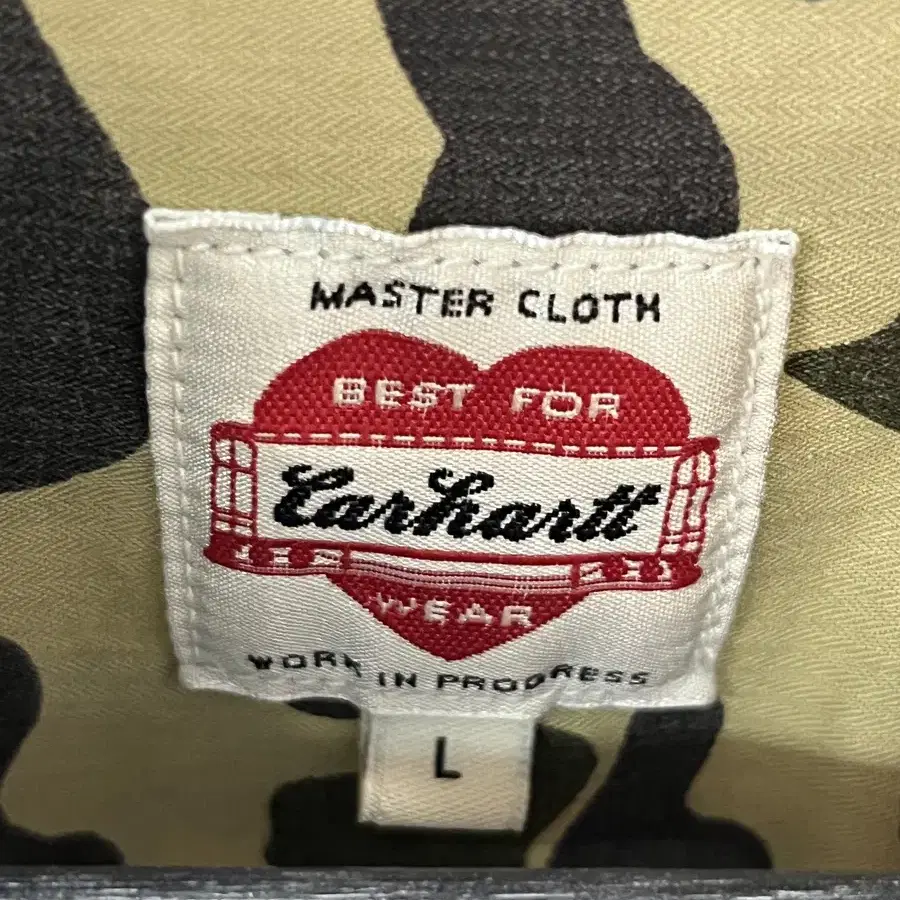 MASTER CLOTH
BEST FOR
Carhartt
WEAR
WORK IN PROGRESS
L